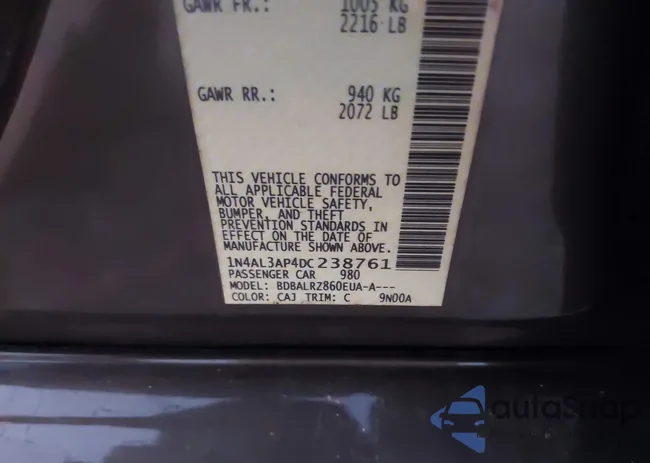 GAWR FR.: 1005 KG
2216 LB
GAWR RR.: 940 KG
2072 LB
THIS VEHICLE CONFORMS TO
ALL APPLICABLE FEDERAL
MOTOR VEHICLE SAFETY,
BUMPER, AND THEFT
PREVENTION STANDARDS IN
EFFECT ON THE DATE OF
MANUFACTURE SHOWN ABOVE.
1N4AL3AP4DC238761
PASSENGER CAR 980
MODEL: BDBALRZ860EUA-A---
COLOR: CAJ TRIM: C 9N00A
aulaSnap